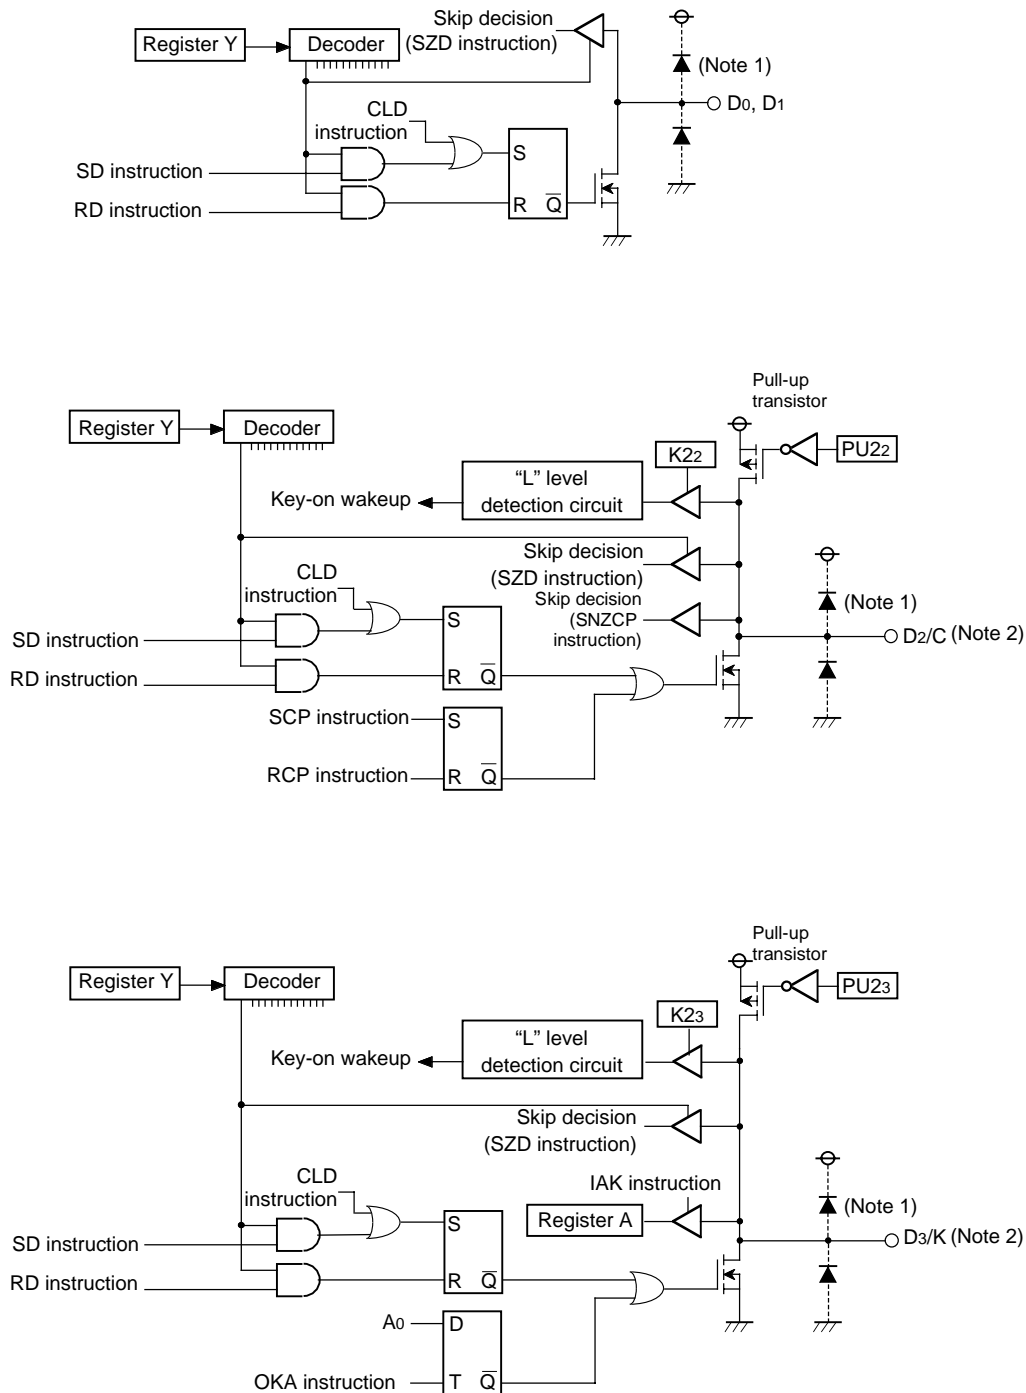 Skip decision
(SZD instruction)
Register Y
Decoder
(Note 1)
D0, D1
CLD
instruction
S
SD instruction
R Q̅
RD instruction
Pull-up
transistor
Register Y
Decoder
K22
PU22
“L” level
detection circuit
Key-on wakeup
Skip decision
(SZD instruction)
CLD
instruction
Skip decision
(SNZCP
instruction)
(Note 1)
S
SD instruction
D2/C (Note 2)
RD instruction
R Q̅
SCP instruction
S
RCP instruction
R Q̅
Pull-up
transistor
Register Y
Decoder
PU23
K23
“L” level
detection circuit
Key-on wakeup
Skip decision
(SZD instruction)
CLD
instruction
IAK instruction
(Note 1)
Register A
S
SD instruction
D3/K (Note 2)
RD instruction
R Q̅
A0
D
OKA instruction
T Q̅